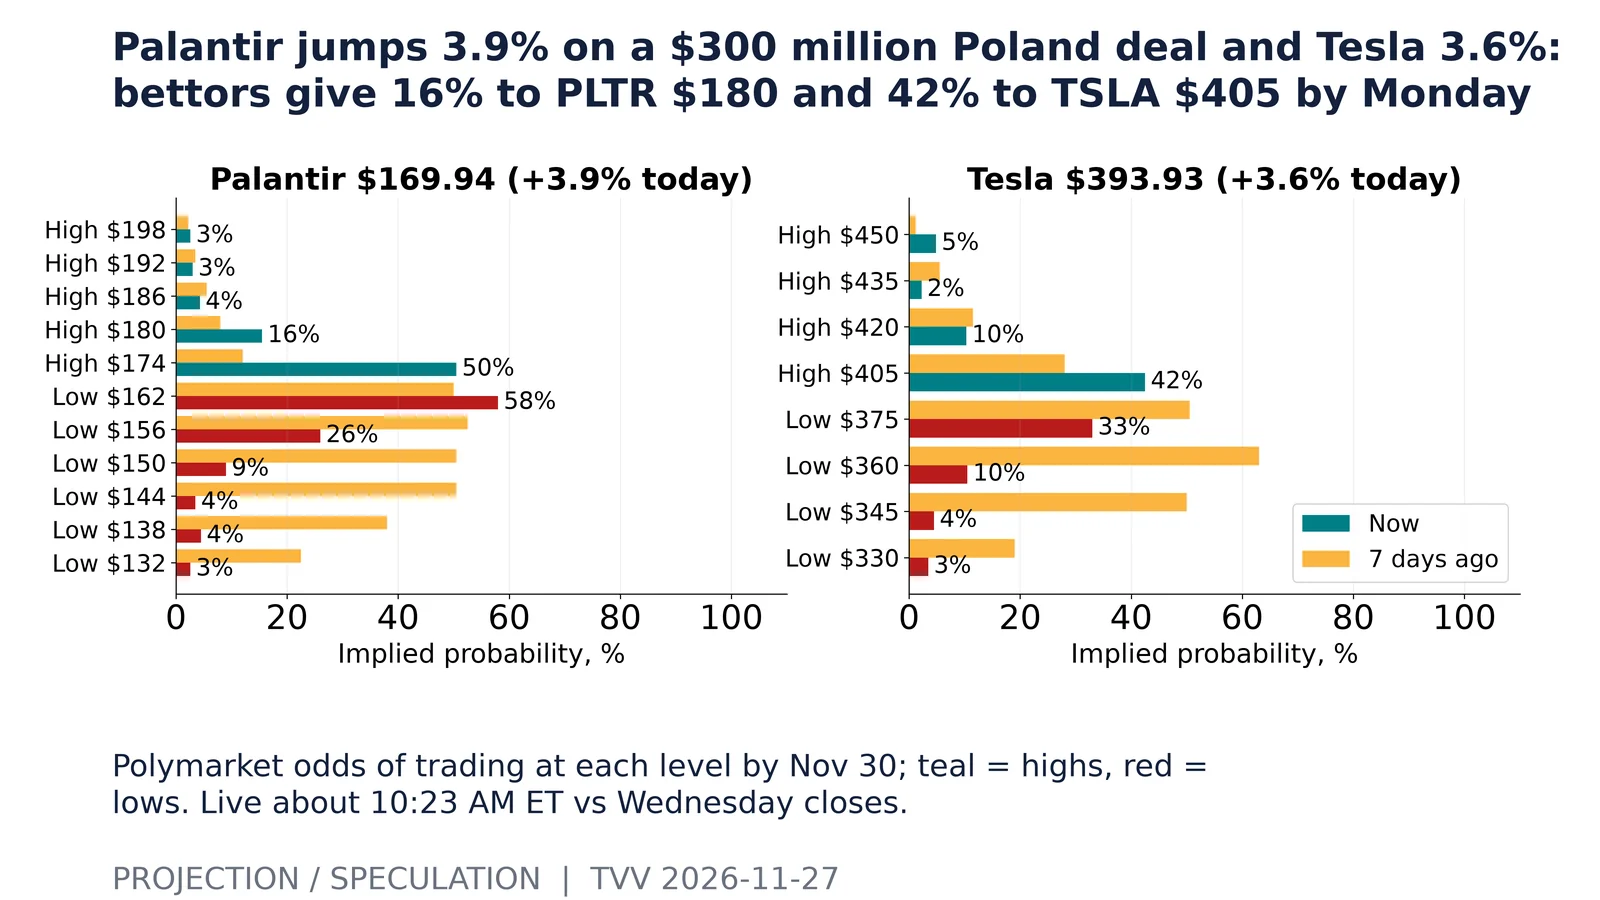 Palantir jumps 3.9% on a $300 million Poland deal and Tesla 3.6%:
bettors give 16% to PLTR $180 and 42% to TSLA $405 by Monday
Palantir $169.94 (+3.9% today)
High $198 3%
High $192 3%
High $186 4%
High $180 16%
High $174 50%
Low $162 58%
Low $156 26%
Low $150 9%
Low $144 4%
Low $138 4%
Low $132 3%
0 20 40 60 80 100
Implied probability, %
Tesla $393.93 (+3.6% today)
High $450 5%
High $435 2%
High $420 10%
High $405 42%
Low $375 33%
Low $360 10%
Low $345 4%
Low $330 3%
Now
7 days ago
0 20 40 60 80 100
Implied probability, %
Polymarket odds of trading at each level by Nov 30; teal = highs, red =
lows. Live about 10:23 AM ET vs Wednesday closes.
PROJECTION / SPECULATION | TVV 2026-11-27